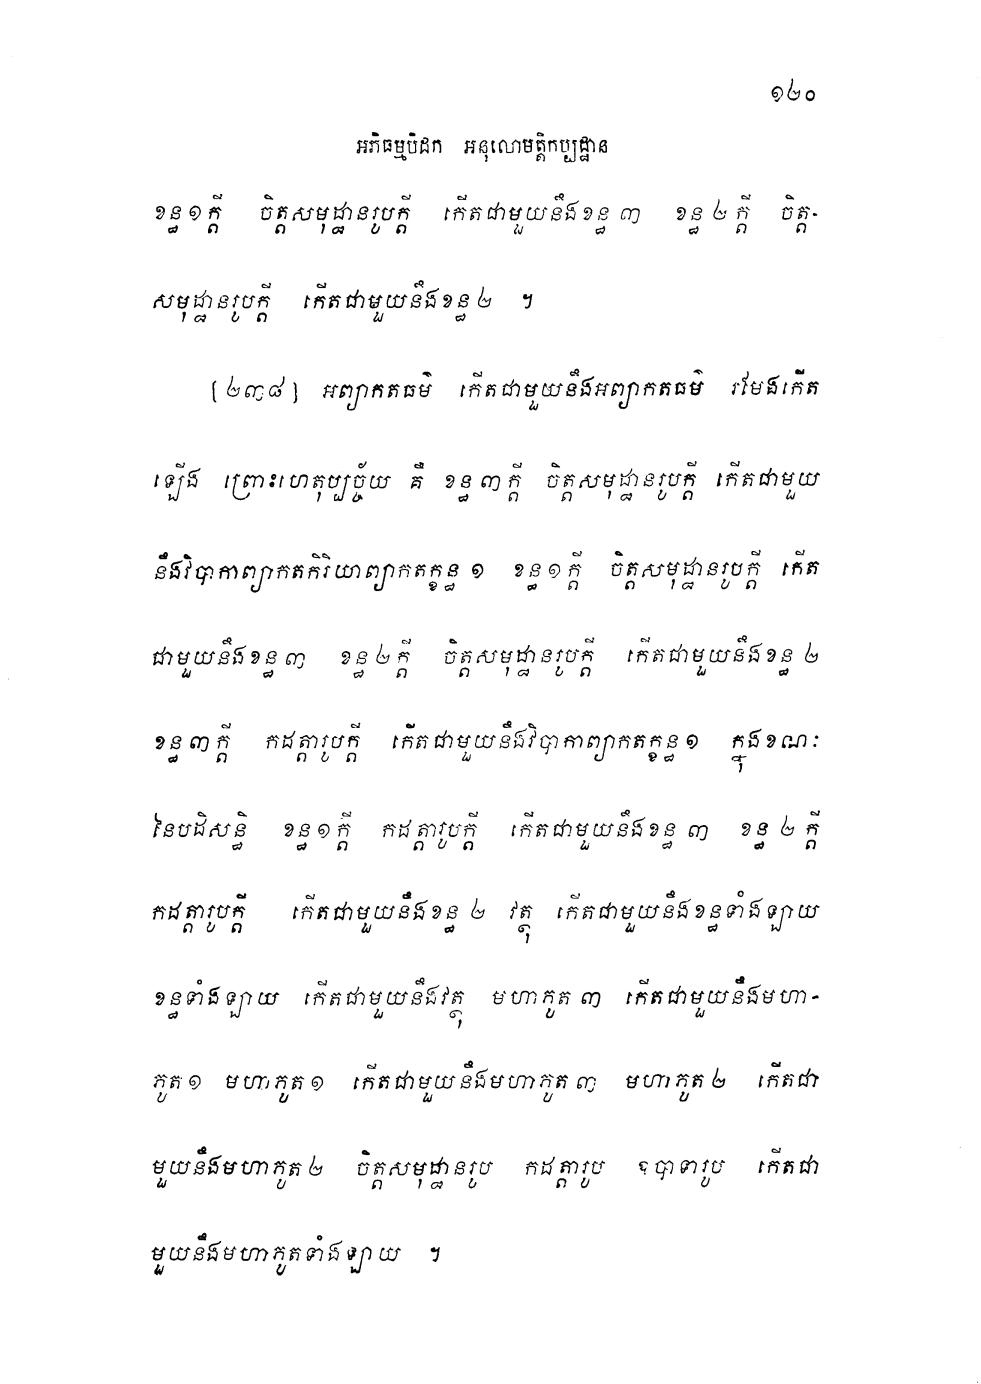 ១២០
អភិធម្មបិដក អនុលោមត្តិកប្បដ្ឋាន
ខន្ធ១ក្តី ចិត្តសមុដ្ឋានរូបក្តី កើតជាមួយនឹងខន្ធ ៣ ខន្ធ ២ ក្តី ចិត្ត-
សមុដ្ឋានរូបក្តី កើតជាមួយនឹងខន្ធ ២ ។
[២៣៨] អព្យាកតធម៌ កើតជាមួយនឹងអព្យាកតធម៌ រមែងកើត
ឡើង ព្រោះហេតុប្បច្ច័យ គឺ ខន្ធ ៣ ក្តី ចិត្តសមុដ្ឋានរូបក្តី កើតជាមួយ
នឹងវិបាកាព្យាកតកិរិយាព្យាកតក្ខន្ធ ១ ខន្ធ ១ ក្តី ចិត្តសមុដ្ឋានរូបក្តី កើត
ជាមួយនឹងខន្ធ ៣ ខន្ធ ២ ក្តី ចិត្តសមុដ្ឋានរូបក្តី កើតជាមួយនឹងខន្ធ ២
ខន្ធ ៣ ក្តី កដត្តារូបក្តី កើតជាមួយនឹងវិបាកាព្យាកតក្ខន្ធ ១ ក្នុងខណៈ
នៃបដិសន្ធិ ខន្ធ ១ ក្តី កដត្តារូបក្តី កើតជាមួយនឹងខន្ធ ៣ ខន្ធ ២ ក្តី
កដត្តារូបក្តី កើតជាមួយនឹងខន្ធ ២ វត្ថុ កើតជាមួយនឹងខន្ធទាំងឡាយ
ខន្ធទាំងឡាយ កើតជាមួយនឹងវត្ថុ មហាភូត ៣ កើតជាមួយនឹងមហា-
ភូត ១ មហាភូត ១ កើតជាមួយនឹងមហាភូត ៣ មហាភូត ២ កើតជា
មួយនឹងមហាភូត ២ ចិត្តសមុដ្ឋានរូប កដត្តារូប ឧបាទារូប កើតជា
មួយនឹងមហាភូតទាំងឡាយ ។